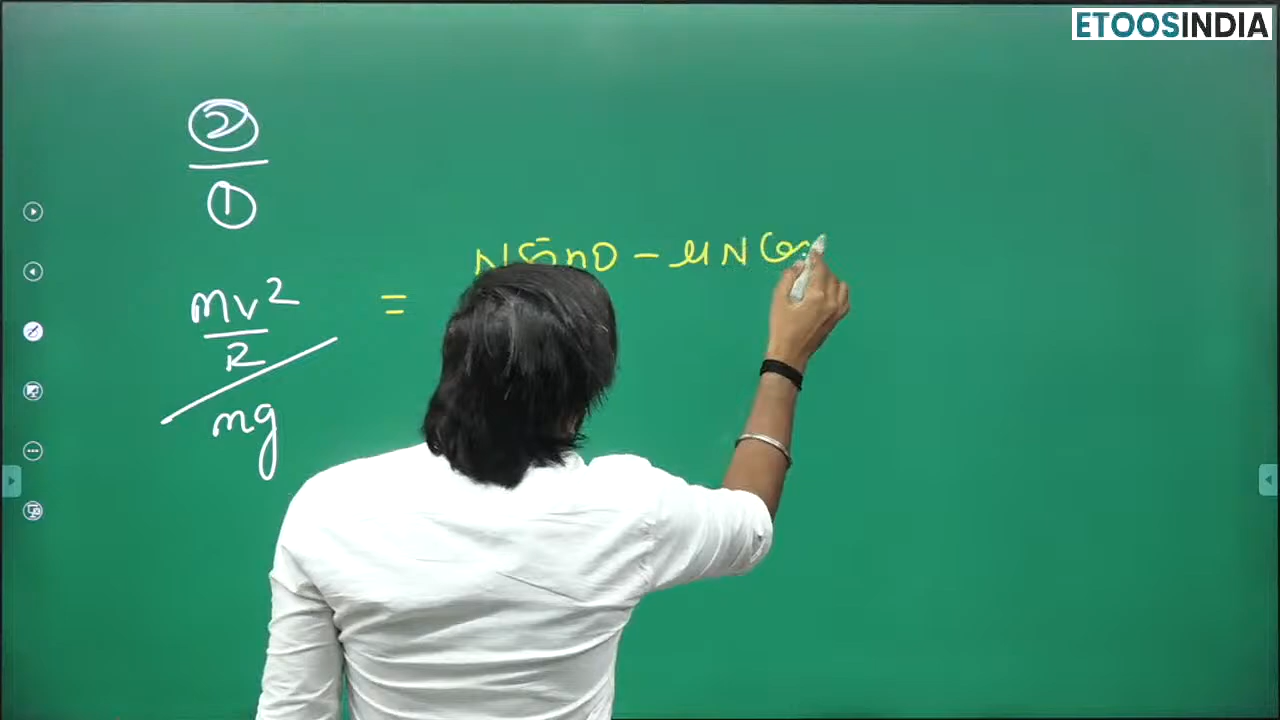 ETOOSINDIA
②
①
mv²
R
mg
= N Sinθ – μN Cos